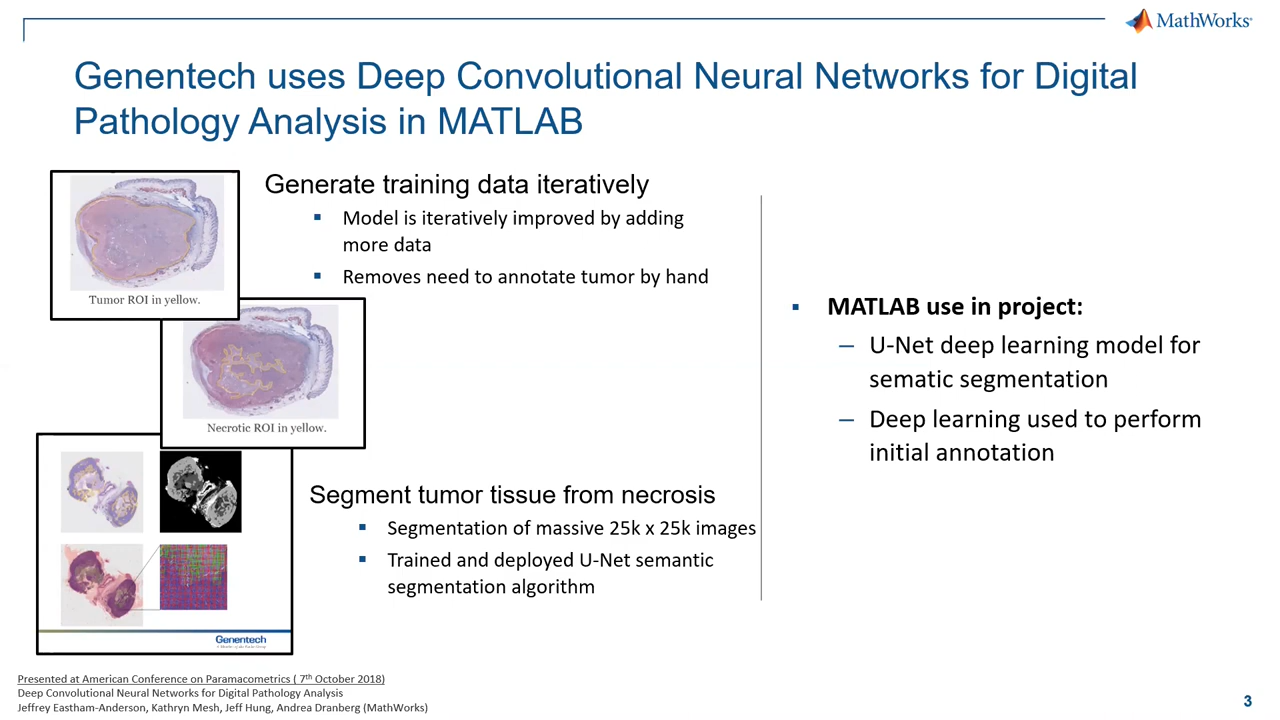 MathWorks
Genentech uses Deep Convolutional Neural Networks for Digital
Pathology Analysis in MATLAB
Tumor ROI in yellow.
Generate training data iteratively
Model is iteratively improved by adding
more data
Removes need to annotate tumor by hand
Necrotic ROI in yellow.
Segment tumor tissue from necrosis
Segmentation of massive 25k x 25k images
Trained and deployed U-Net semantic
segmentation algorithm
Genentech
MATLAB use in project:
– U-Net deep learning model for
sematic segmentation
– Deep learning used to perform
initial annotation
Presented at American Conference on Paramacometrics ( 7th October 2018)
Deep Convolutional Neural Networks for Digital Pathology Analysis
Jeffrey Eastham-Anderson, Kathryn Mesh, Jeff Hung, Andrea Dranberg (MathWorks)
3